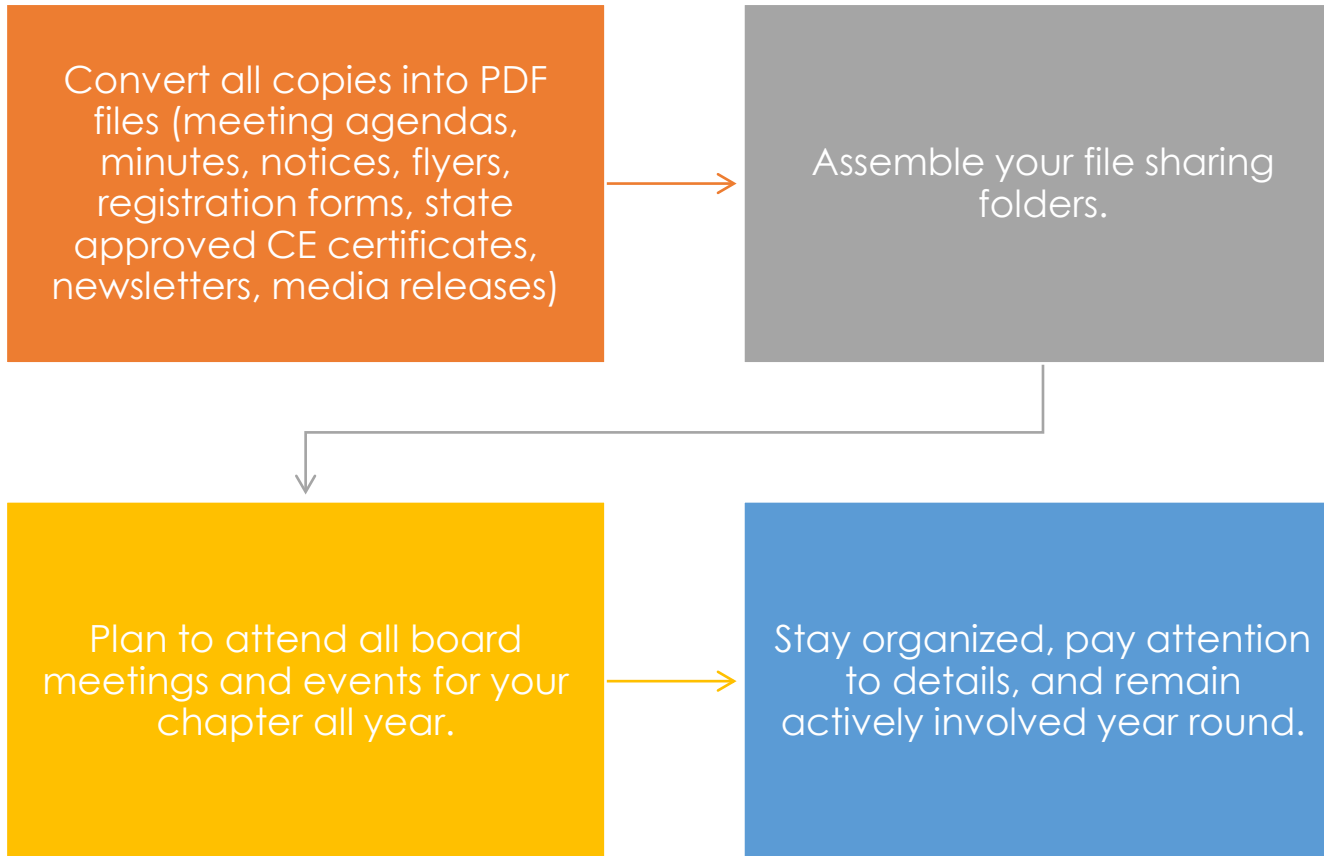 Convert all copies into PDF
files (meeting agendas,
minutes, notices, flyers,
registration forms, state
approved CE certificates,
newsletters, media releases)
Assemble your file sharing
folders.
Plan to attend all board
meetings and events for your
chapter all year.
Stay organized, pay attention
to details, and remain
actively involved year round.